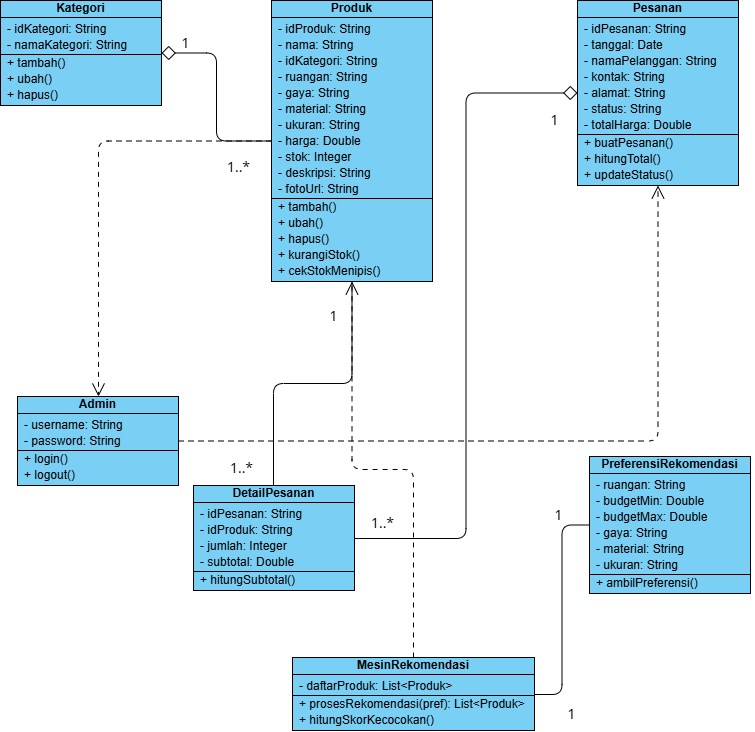 Kategori
- idKategori: String
- namaKategori: String
+ tambah()
+ ubah()
+ hapus()
1
Produk
- idProduk: String
- nama: String
- idKategori: String
- ruangan: String
- gaya: String
- material: String
- ukuran: String
- harga: Double
- stok: Integer
- deskripsi: String
- fotoUrl: String
+ tambah()
+ ubah()
+ hapus()
+ kurangiStok()
+ cekStokMenipis()
1..*
1
Pesanan
- idPesanan: String
- tanggal: Date
- namaPelanggan: String
- kontak: String
- alamat: String
- status: String
- totalHarga: Double
+ buatPesanan()
+ hitungTotal()
+ updateStatus()
1
Admin
- username: String
- password: String
+ login()
+ logout()
1..*
DetailPesanan
- idPesanan: String
- idProduk: String
- jumlah: Integer
- subtotal: Double
+ hitungSubtotal()
1..*
PreferensiRekomendasi
- ruangan: String
- budgetMin: Double
- budgetMax: Double
- gaya: String
- material: String
- ukuran: String
+ ambilPreferensi()
1
MesinRekomendasi
- daftarProduk: List<Produk>
+ prosesRekomendasi(pref): List<Produk>
+ hitungSkorKecocokan()
1